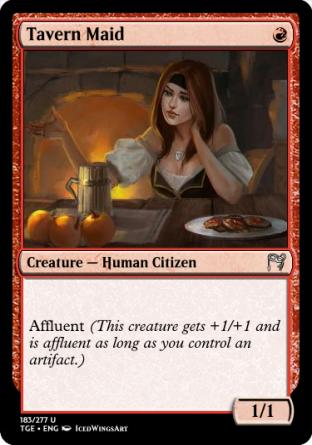 Tavern Maid
Creature — Human Citizen
Affluent (This creature gets +1/+1 and
is affluent as long as you control an
artifact.)
1/1
183/277 U
TGE • ENG IcedWingsArt